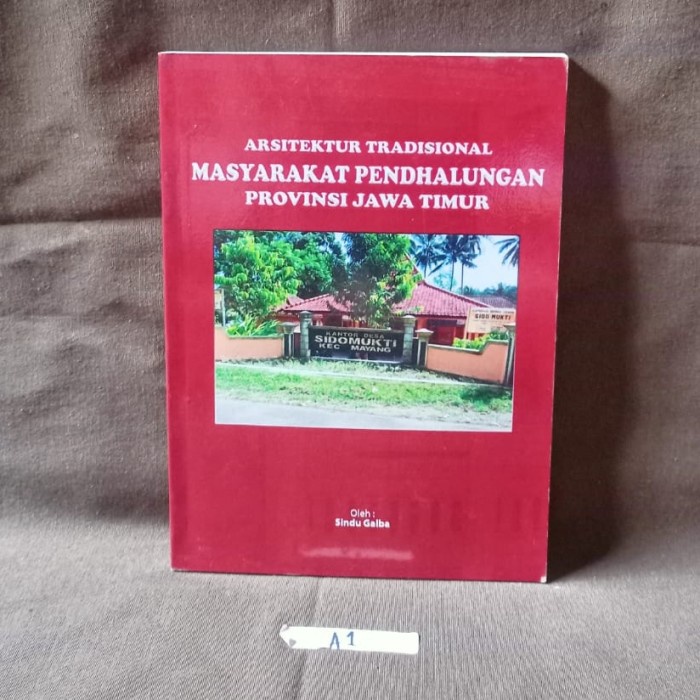 ARSITEKTUR TRADISIONAL
MASYARAKAT PENDHALUNGAN
PROVINSI JAWA TIMUR
SIDO MUKTI
KANTOR DESA
SIDOMUKTI
KEC MAYANG
Oleh :
Sindu Galba
A1